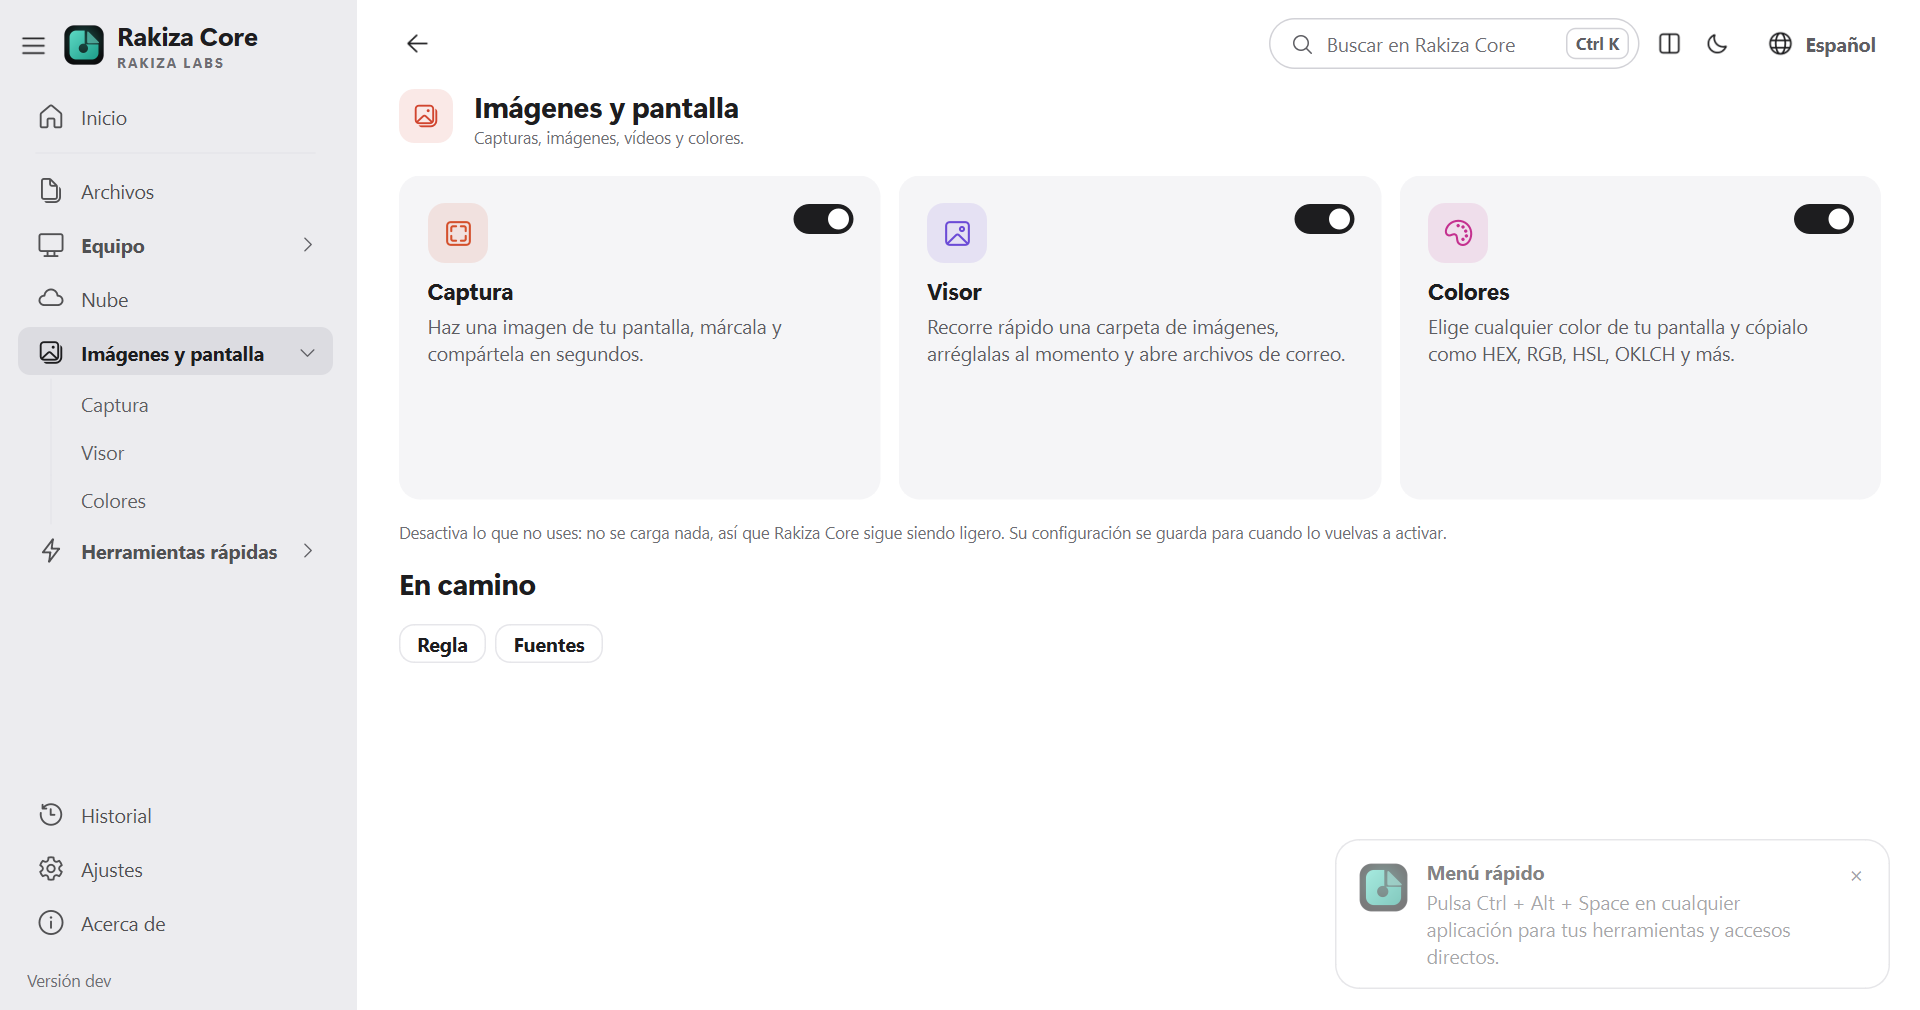 Rakiza Core
RAKIZA LABS
Inicio
Archivos
Equipo
Nube
Imágenes y pantalla
Captura
Visor
Colores
Herramientas rápidas
Historial
Ajustes
Acerca de
Versión dev
Buscar en Rakiza Core
Ctrl K
Español
Imágenes y pantalla
Capturas, imágenes, vídeos y colores.
Captura
Haz una imagen de tu pantalla, márcala y
compártela en segundos.
Visor
Recorre rápido una carpeta de imágenes,
arréglalas al momento y abre archivos de correo.
Colores
Elige cualquier color de tu pantalla y cópialo
como HEX, RGB, HSL, OKLCH y más.
Desactiva lo que no uses: no se carga nada, así que Rakiza Core sigue siendo ligero. Su configuración se guarda para cuando lo vuelvas a activar.
En camino
Regla
Fuentes
Menú rápido
Pulsa Ctrl + Alt + Space en cualquier
aplicación para tus herramientas y accesos
directos.